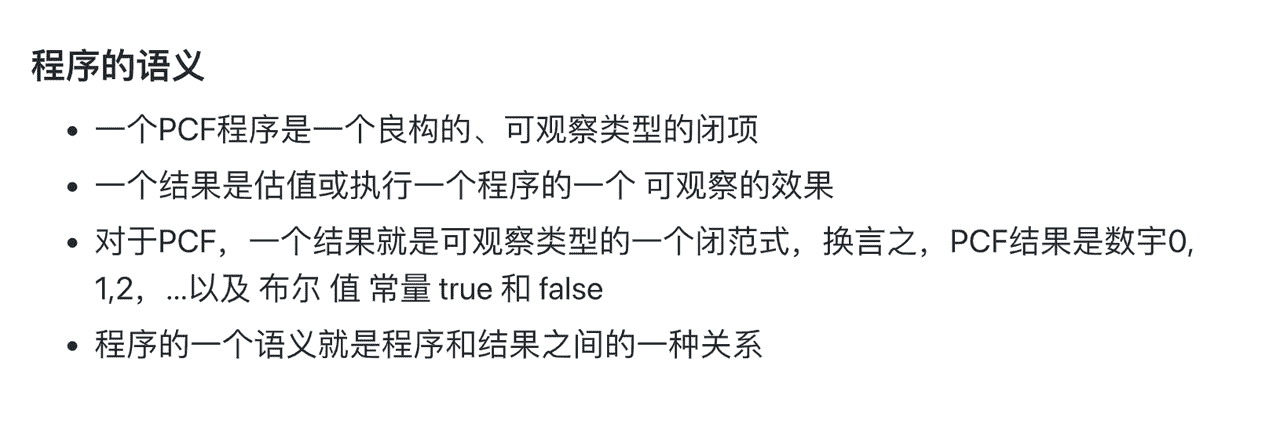 程序的语义
• 一个PCF程序是一个良构的、可观察类型的闭项
• 一个结果是估值或执行一个程序的一个 可观察的效果
• 对于PCF，一个结果就是可观察类型的一个闭范式，换言之，PCF结果是数宇0,
1,2，...以及 布尔 值 常量 true 和 false
• 程序的一个语义就是程序和结果之间的一种关系